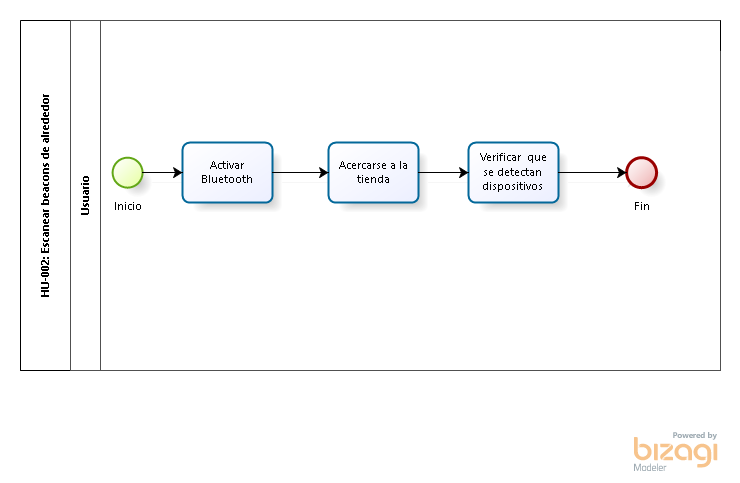 HU-002: Escanear beacons de alrededor
Usuario
Inicio
Activar
Bluetooth
Acercarse a la
tienda
Verificar que
se detectan
dispositivos
Fin
Powered by
bizagi
Modeler